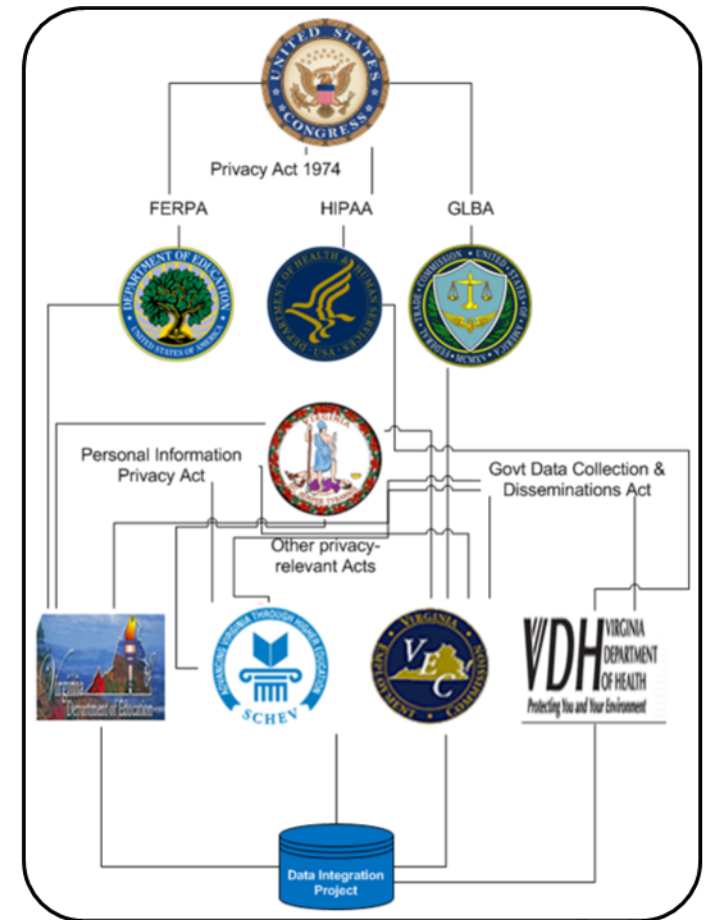 UNITED STATES
CONGRESS
Privacy Act 1974
FERPA
HIPAA
GLBA
DEPARTMENT OF EDUCATION
UNITED STATES OF AMERICA
DEPARTMENT OF HEALTH & HUMAN SERVICES · USA
FEDERAL TRADE COMMISSION · UNITED · STATES · OF · AMERICA
MCMXV
VIRGINIA
Personal Information
Privacy Act
Govt Data Collection &
Disseminations Act
Other privacy-
relevant Acts
Virginia
Department of Education
ADVANCING VIRGINIA THROUGH HIGHER EDUCATION
SCHEV
VIRGINIA
EMPLOYMENT COMMISSION
VEC
VDH
VIRGINIA
DEPARTMENT
OF HEALTH
Protecting You and Your Environment
Data Integration
Project